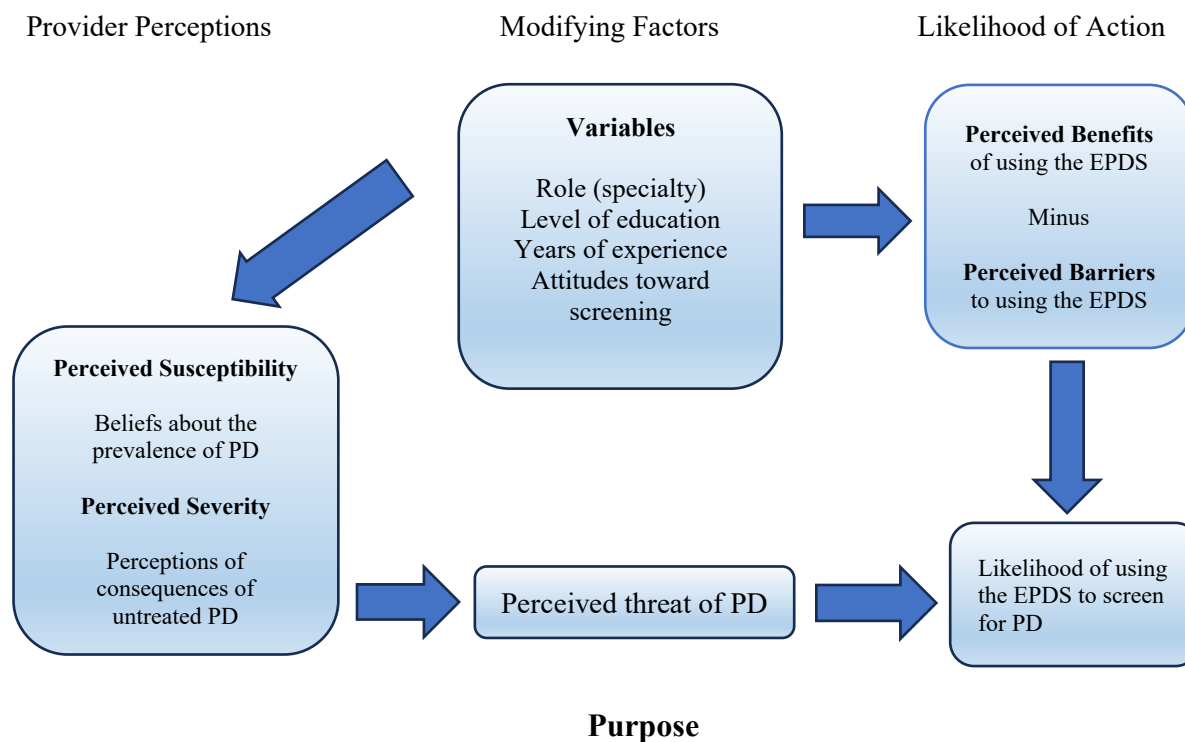 Provider Perceptions
Modifying Factors
Likelihood of Action
Variables
Role (specialty)
Level of education
Years of experience
Attitudes toward
screening
Perceived Benefits
of using the EPDS
Minus
Perceived Barriers
to using the EPDS
Perceived Susceptibility
Beliefs about the
prevalence of PD
Perceived Severity
Perceptions of
consequences of
untreated PD
Perceived threat of PD
Likelihood of using
the EPDS to screen
for PD
Purpose